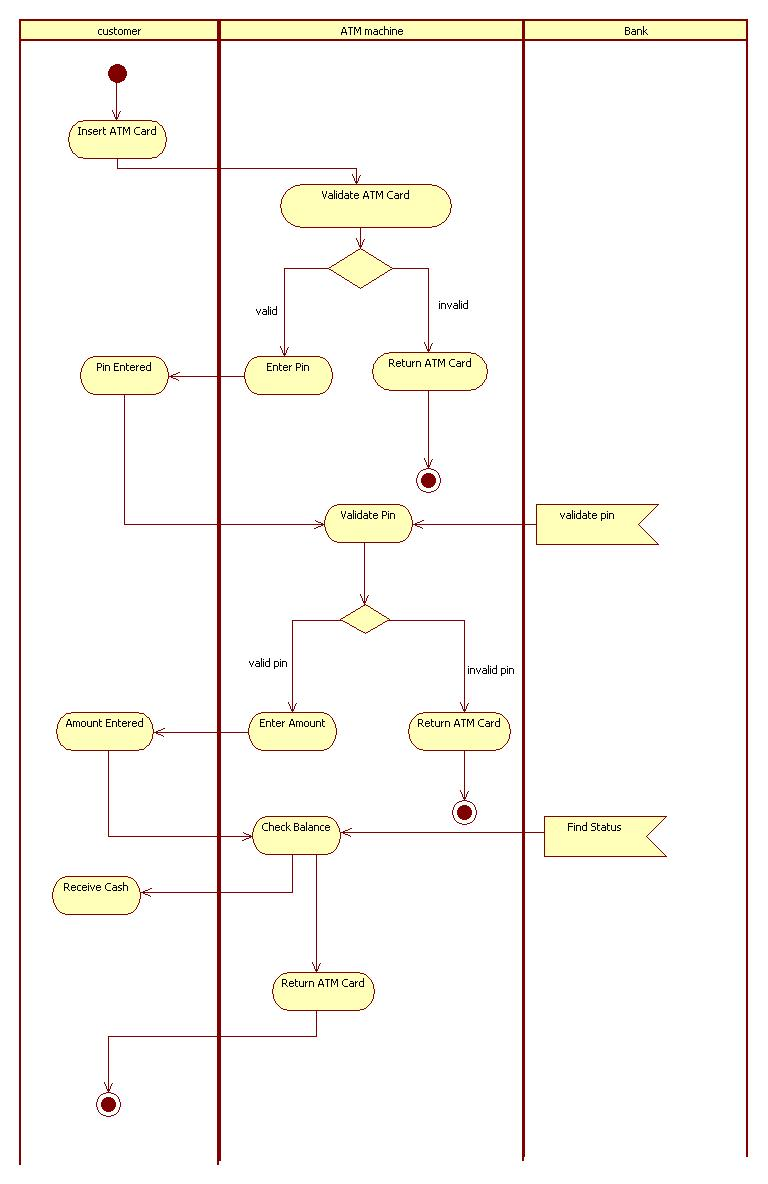 customer
ATM machine
Bank
Insert ATM Card
Validate ATM Card
valid
invalid
Pin Entered
Enter Pin
Return ATM Card
Validate Pin
validate pin
valid pin
invalid pin
Amount Entered
Enter Amount
Return ATM Card
Check Balance
Find Status
Receive Cash
Return ATM Card